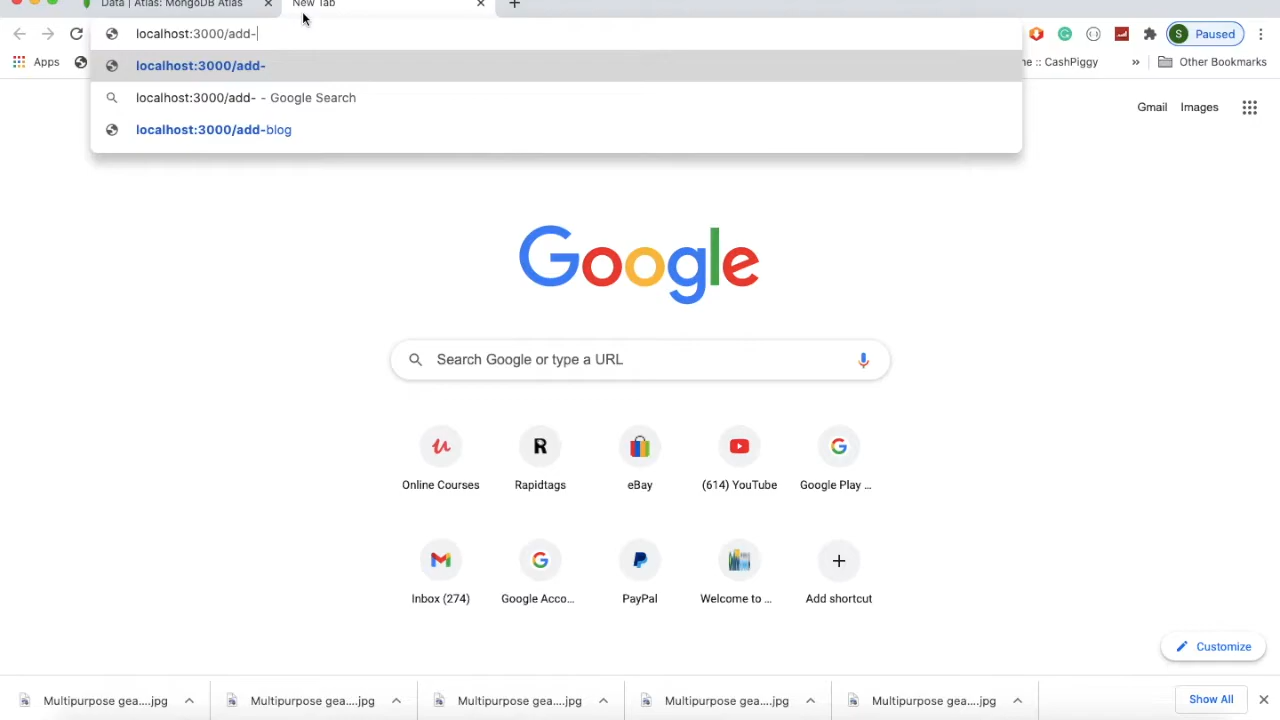 Data | Atlas: MongoDB Atlas
New Tab
localhost:3000/add-
S Paused
Apps
ne :: CashPiggy
»
Other Bookmarks
localhost:3000/add-
localhost:3000/add- - Google Search
localhost:3000/add-blog
Gmail Images
Google
Search Google or type a URL
Online Courses
Rapidtags
eBay
(614) YouTube
Google Play ...
Inbox (274)
Google Acco...
PayPal
Welcome to ...
Add shortcut
Customize
Multipurpose gea....jpg
Multipurpose gea....jpg
Multipurpose gea....jpg
Multipurpose gea....jpg
Multipurpose gea....jpg
Show All